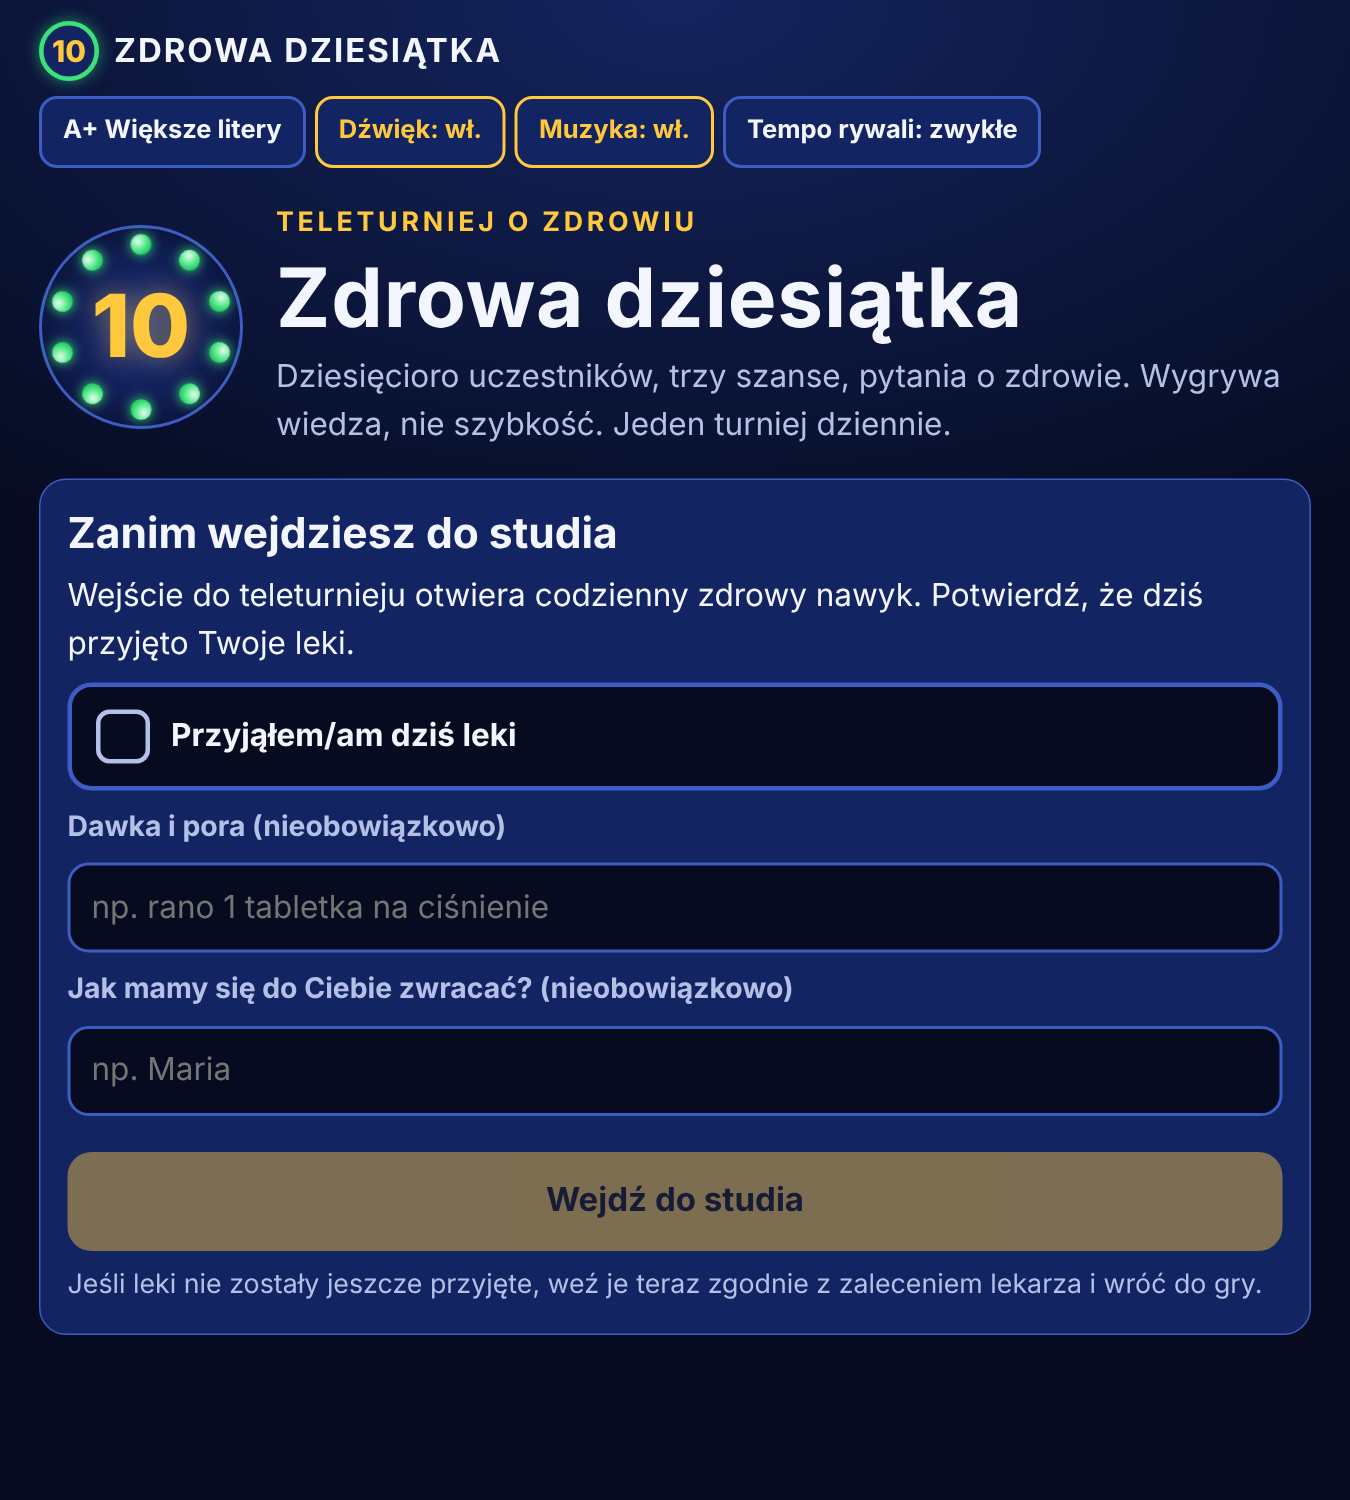 10 ZDROWA DZIESIĄTKA
A+ Większe litery Dźwięk: wł. Muzyka: wł. Tempo rywali: zwykłe
TELETURNIEJ O ZDROWIU
10
Zdrowa dziesiątka
Dziesięcioro uczestników, trzy szanse, pytania o zdrowie. Wygrywa
wiedza, nie szybkość. Jeden turniej dziennie.
Zanim wejdziesz do studia
Wejście do teleturnieju otwiera codzienny zdrowy nawyk. Potwierdź, że dziś
przyjęto Twoje leki.
Przyjąłem/am dziś leki
Dawka i pora (nieobowiązkowo)
np. rano 1 tabletka na ciśnienie
Jak mamy się do Ciebie zwracać? (nieobowiązkowo)
np. Maria
Wejdź do studia
Jeśli leki nie zostały jeszcze przyjęte, weź je teraz zgodnie z zaleceniem lekarza i wróć do gry.